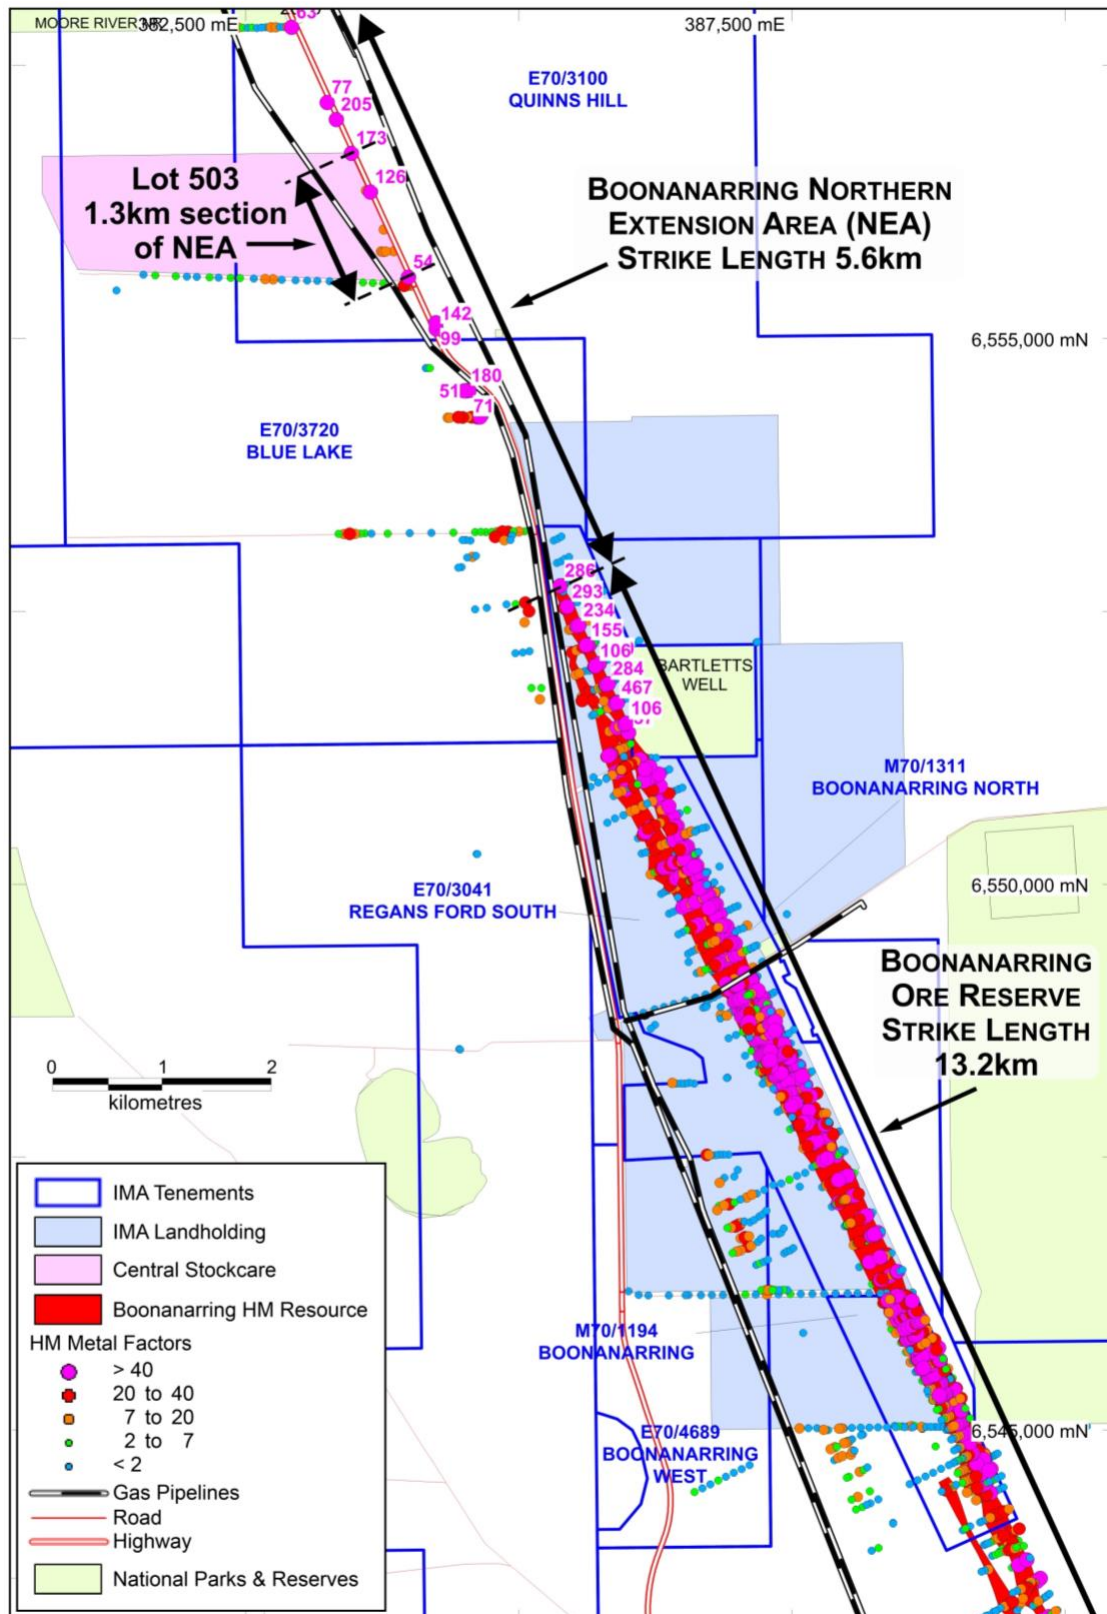 MOORE RIVER NR
382,500 mE
387,500 mE
63
77
205
173
126
54
142
99
180
51
71
E70/3100
QUINNS HILL
Lot 503
1.3km section
of NEA
BOONANARRING NORTHERN
EXTENSION AREA (NEA)
STRIKE LENGTH 5.6km
6,555,000 mN
E70/3720
BLUE LAKE
286
293
234
155
106
284
467
106
BARTLETTS
WELL
M70/1311
BOONANARRING NORTH
E70/3041
REGANS FORD SOUTH
6,550,000 mN
BOONANARRING
ORE RESERVE
STRIKE LENGTH
13.2km
0 1 2
kilometres
M70/1194
BOONANARRING
E70/4689
BOONANARRING
WEST
6,545,000 mN
IMA Tenements
IMA Landholding
Central Stockcare
Boonanarring HM Resource
HM Metal Factors
> 40
20 to 40
7 to 20
2 to 7
< 2
Gas Pipelines
Road
Highway
National Parks & Reserves